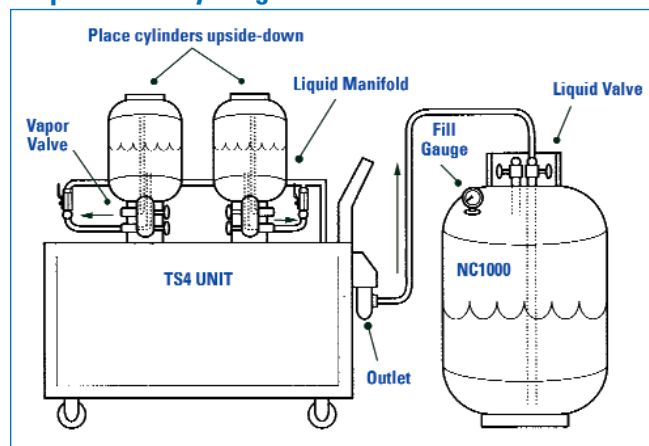 Place cylinders upside-down
Liquid Manifold
Liquid Valve
Vapor
Valve
Fill
Gauge
TS4 UNIT
NC1000
Outlet